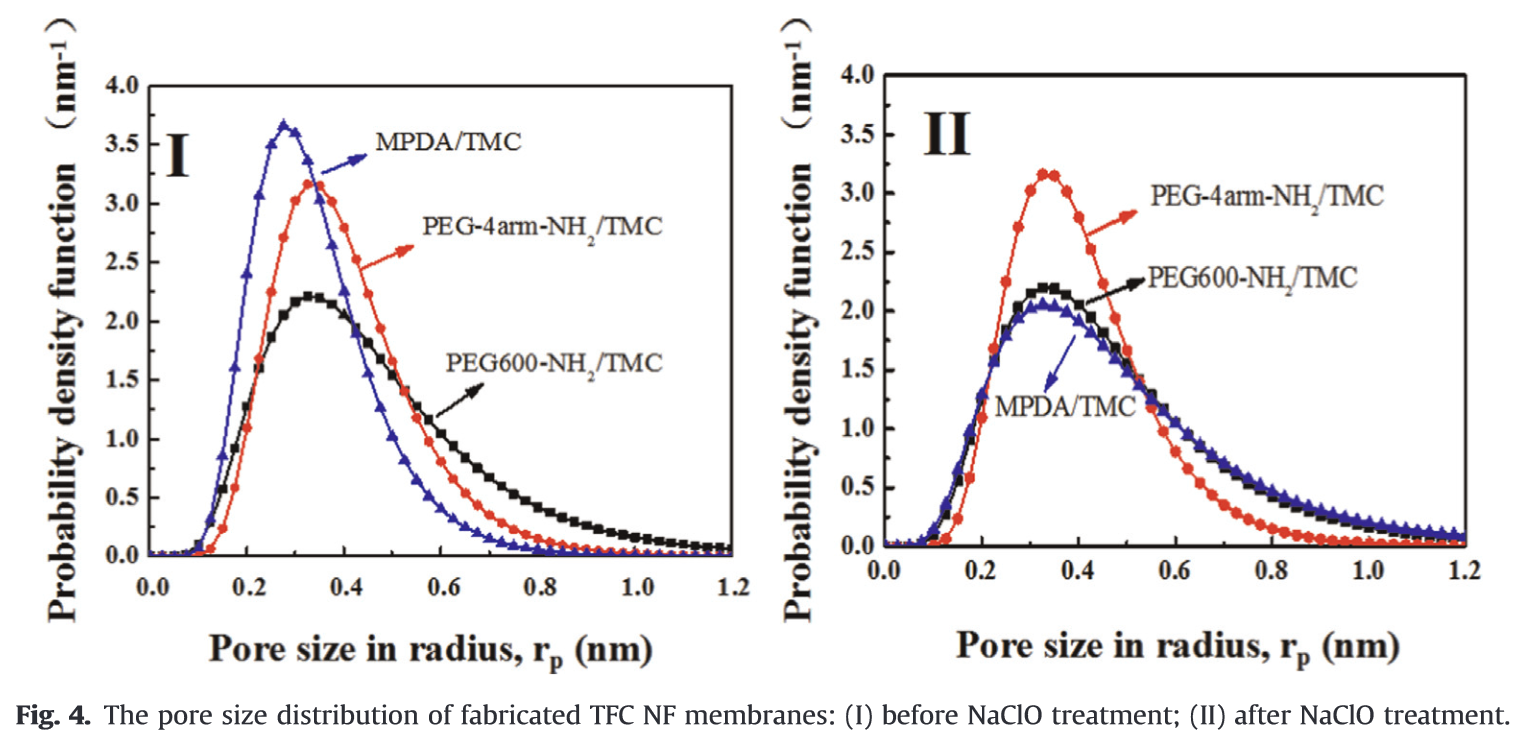 Probability density function (nm⁻¹)
4.0
3.5
3.0
2.5
2.0
1.5
1.0
0.5
0.0
I
MPDA/TMC
PEG-4arm-NH₂/TMC
PEG600-NH₂/TMC
0.0 0.2 0.4 0.6 0.8 1.0 1.2
Pore size in radius, rₚ (nm)
Probability density function (nm⁻¹)
4.0
3.5
3.0
2.5
2.0
1.5
1.0
0.5
0.0
II
PEG-4arm-NH₂/TMC
PEG600-NH₂/TMC
MPDA/TMC
0.0 0.2 0.4 0.6 0.8 1.0 1.2
Pore size in radius, rₚ (nm)
Fig. 4. The pore size distribution of fabricated TFC NF membranes: (I) before NaClO treatment; (II) after NaClO treatment.